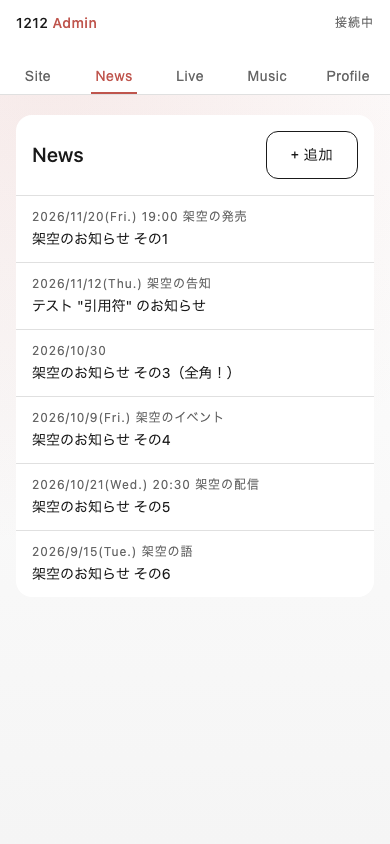 1212 Admin
接続中
Site
News
Live
Music
Profile
News
+ 追加
2026/11/20(Fri.) 19:00 架空の発売
架空のお知らせ その1
2026/11/12(Thu.) 架空の告知
テスト "引用符" のお知らせ
2026/10/30
架空のお知らせ その3（全角！）
2026/10/9(Fri.) 架空のイベント
架空のお知らせ その4
2026/10/21(Wed.) 20:30 架空の配信
架空のお知らせ その5
2026/9/15(Tue.) 架空の語
架空のお知らせ その6